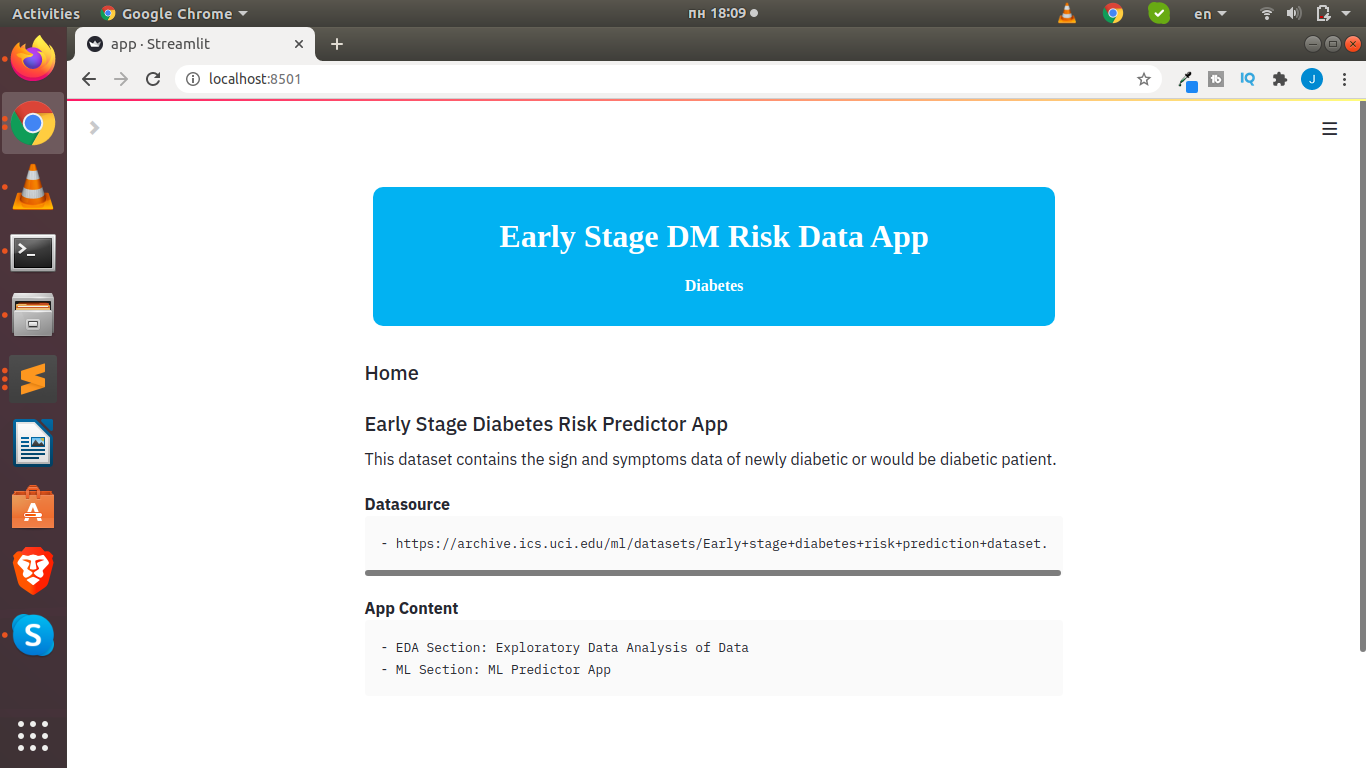 Activities
Google Chrome
пн 18:09
en
app · Streamlit
localhost:8501
tb
IQ
J
Early Stage DM Risk Data App
Diabetes
Home
Early Stage Diabetes Risk Predictor App
This dataset contains the sign and symptoms data of newly diabetic or would be diabetic patient.
Datasource
- https://archive.ics.uci.edu/ml/datasets/Early+stage+diabetes+risk+prediction+dataset.
App Content
- EDA Section: Exploratory Data Analysis of Data
- ML Section: ML Predictor App